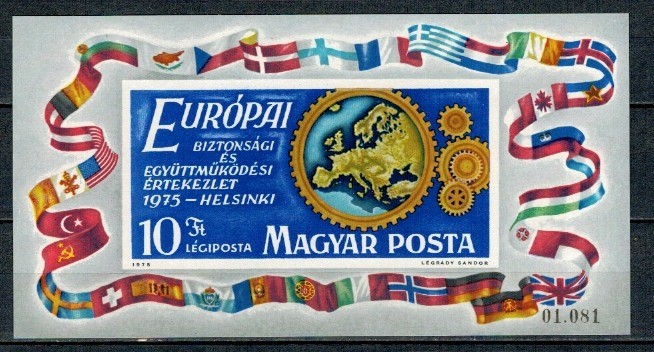 EURÓPAI
BIZTONSÁGI
ÉS
EGYÜTTMŰKÖDÉSI
ÉRTEKEZLET
1975 – HELSINKI
10 Ft
LÉGIPOSTA
MAGYAR POSTA
1975
LÉGRÁDY SÁNDOR
01.081